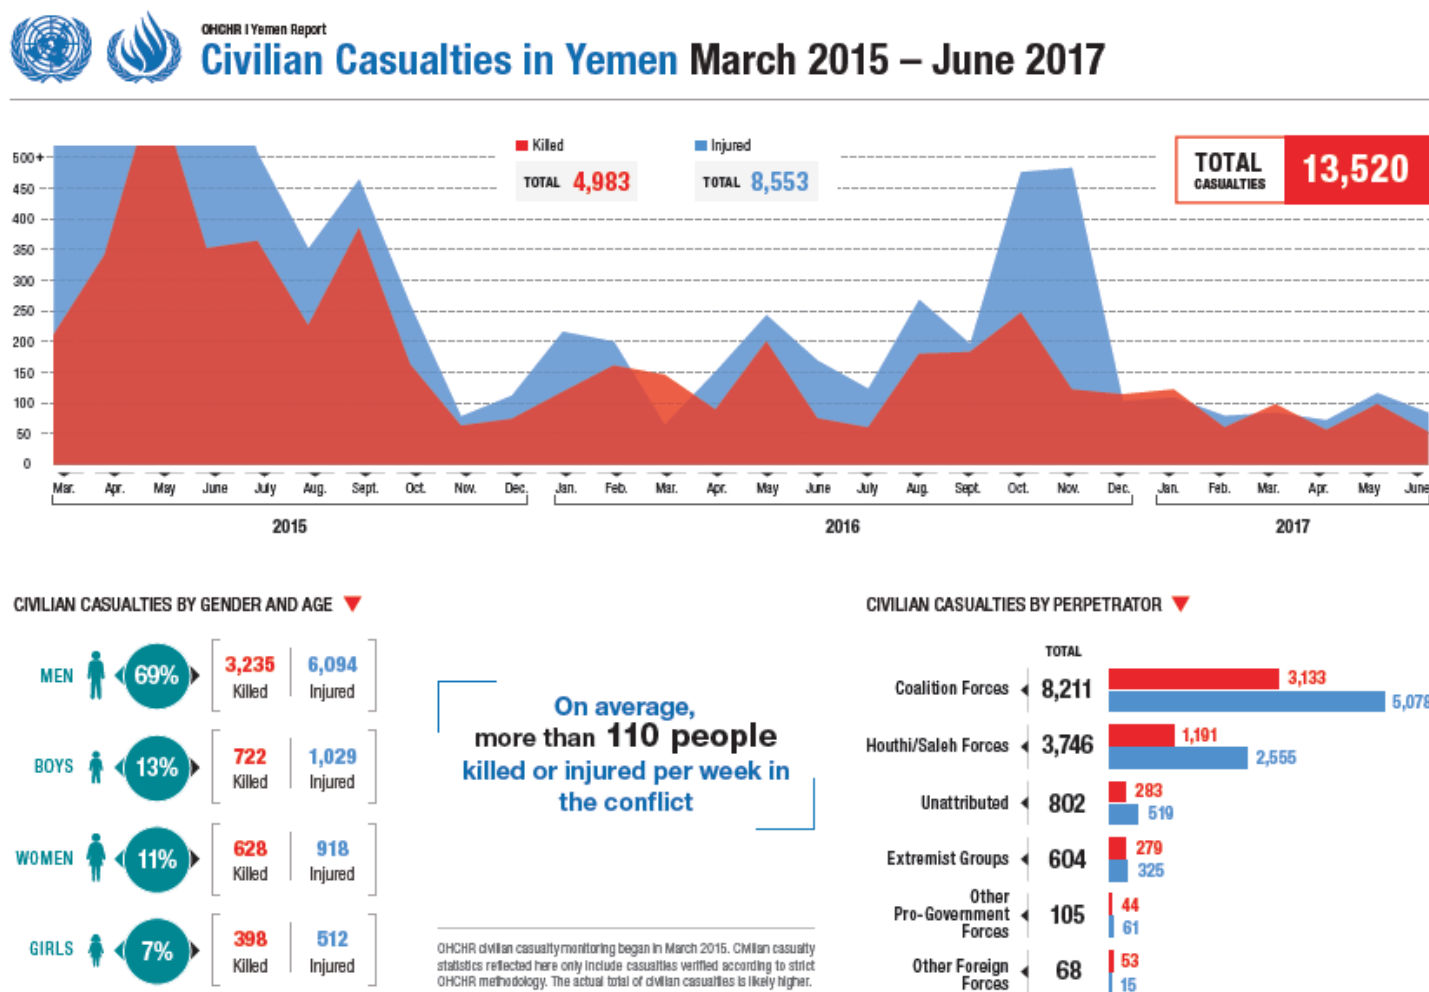 OHCHR I Yemen Report
Civilian Casualties in Yemen March 2015 – June 2017
Killed
TOTAL 4,983
Injured
TOTAL 8,553
TOTAL
CASUALTIES
13,520
500+
450
400
350
300
250
200
150
100
50
0
Mar. Apr. May June July Aug. Sept. Oct. Nov. Dec. Jan. Feb. Mar. Apr. May June July Aug. Sept. Oct. Nov. Dec. Jan. Feb. Mar. Apr. May June
2015 2016 2017
CIVILIAN CASUALTIES BY GENDER AND AGE
MEN 69% 3,235 6,094
Killed Injured
BOYS 13% 722 1,029
Killed Injured
WOMEN 11% 628 918
Killed Injured
GIRLS 7% 398 512
Killed Injured
On average,
more than 110 people
killed or injured per week in
the conflict
OHCHR civilian casualty monitoring began in March 2015. Civilian casualty
statistics reflected here only include casualties verified according to strict
OHCHR methodology. The actual total of civilian casualties is likely higher.
CIVILIAN CASUALTIES BY PERPETRATOR
TOTAL
Coalition Forces 8,211 3,133
5,078
Houthi/Saleh Forces 3,746 1,191
2,555
Unattributed 802 283
519
Extremist Groups 604 279
325
Other
Pro-Government
Forces
105 44
61
Other Foreign
Forces
68 53
15